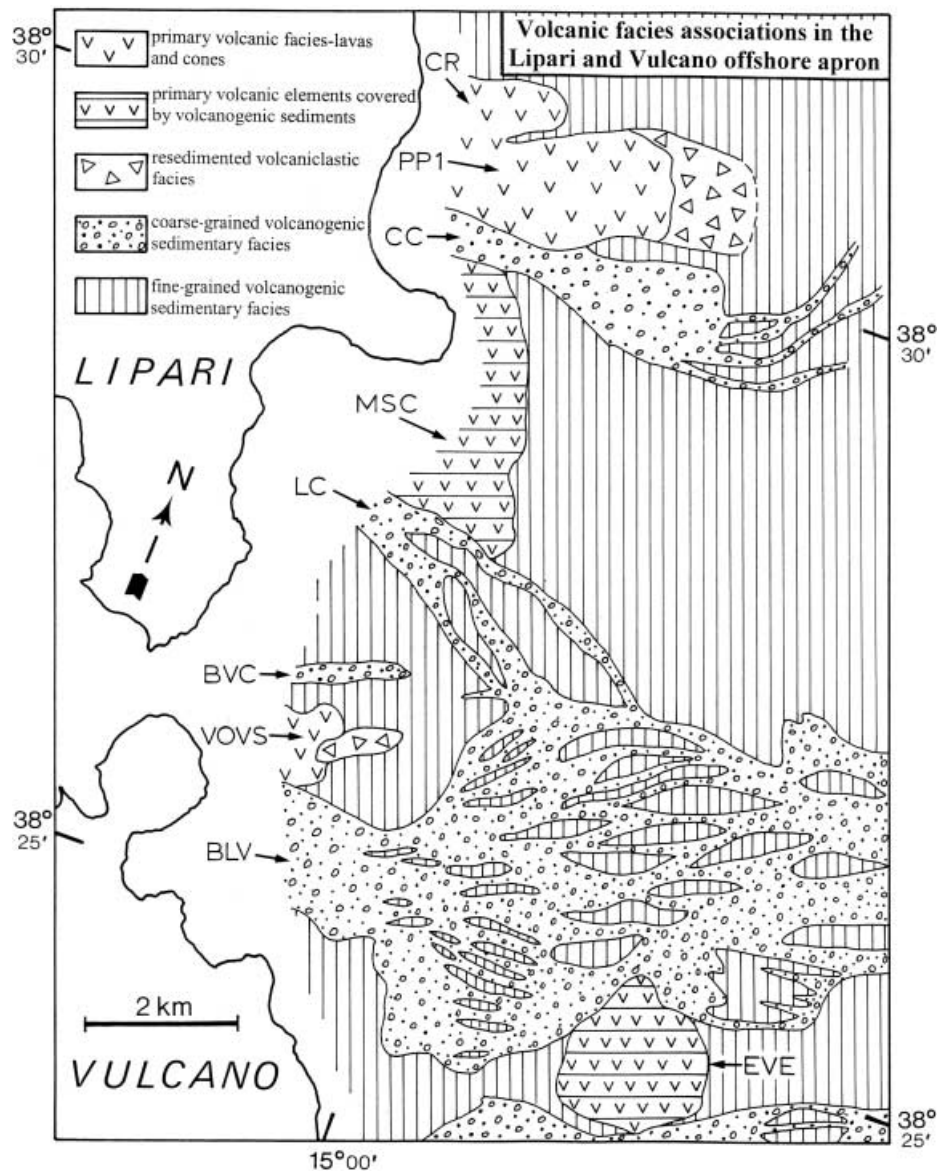 Volcanic facies associations in the
Lipari and Vulcano offshore apron
38°
30'
primary volcanic facies-lavas
and cones
primary volcanic elements covered
by volcanogenic sediments
resedimented volcaniclastic
facies
coarse-grained volcanogenic
sedimentary facies
fine-grained volcanogenic
sedimentary facies
CR
PP1
CC
38°
30'
LIPARI
MSC
N
LC
BVC
VOVS
38°
25'
BLV
2 km
VULCANO
EVE
38°
25'
15°00'